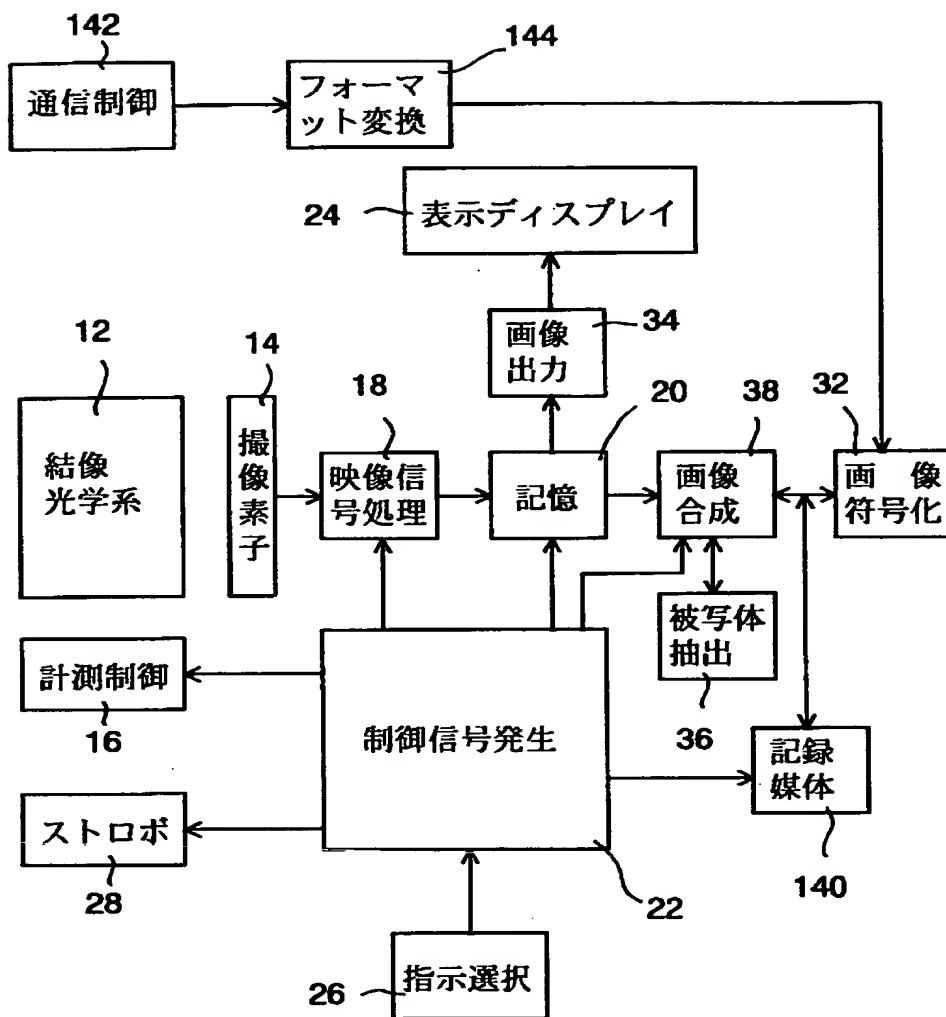 142
144
通信制御
フォーマ
ット変換
24
表示ディスプレイ
12
14
18
画像
出力
34
20
38
32
結像
光学系
撮
像
素
子
映像信
号処理
記憶
画像
合成
画 像
符号化
被写体
抽出
36
計測制御
16
制御信号発生
記録
媒体
140
ストロボ
28
22
26
指示選択